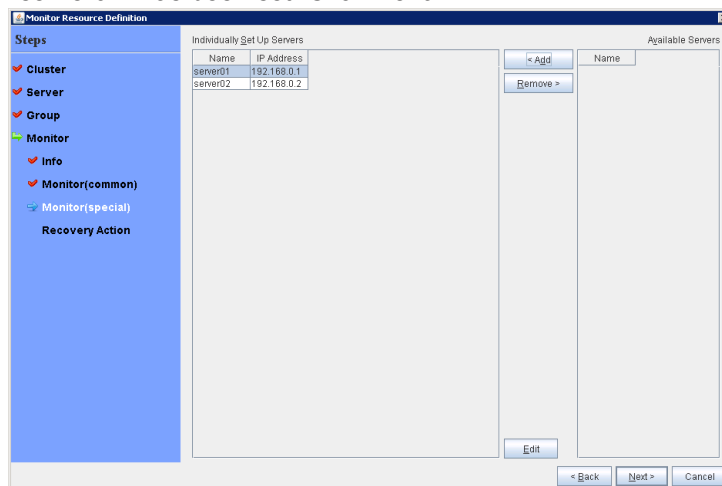 Monitor Resource Definition
Steps
Cluster
Server
Group
Monitor
Info
Monitor(common)
Monitor(special)
Recovery Action
Individually Set Up Servers
Name IP Address
server01 192.168.0.1
server02 192.168.0.2
< Add
Remove >
Edit
Available Servers
Name
< Back Next > Cancel